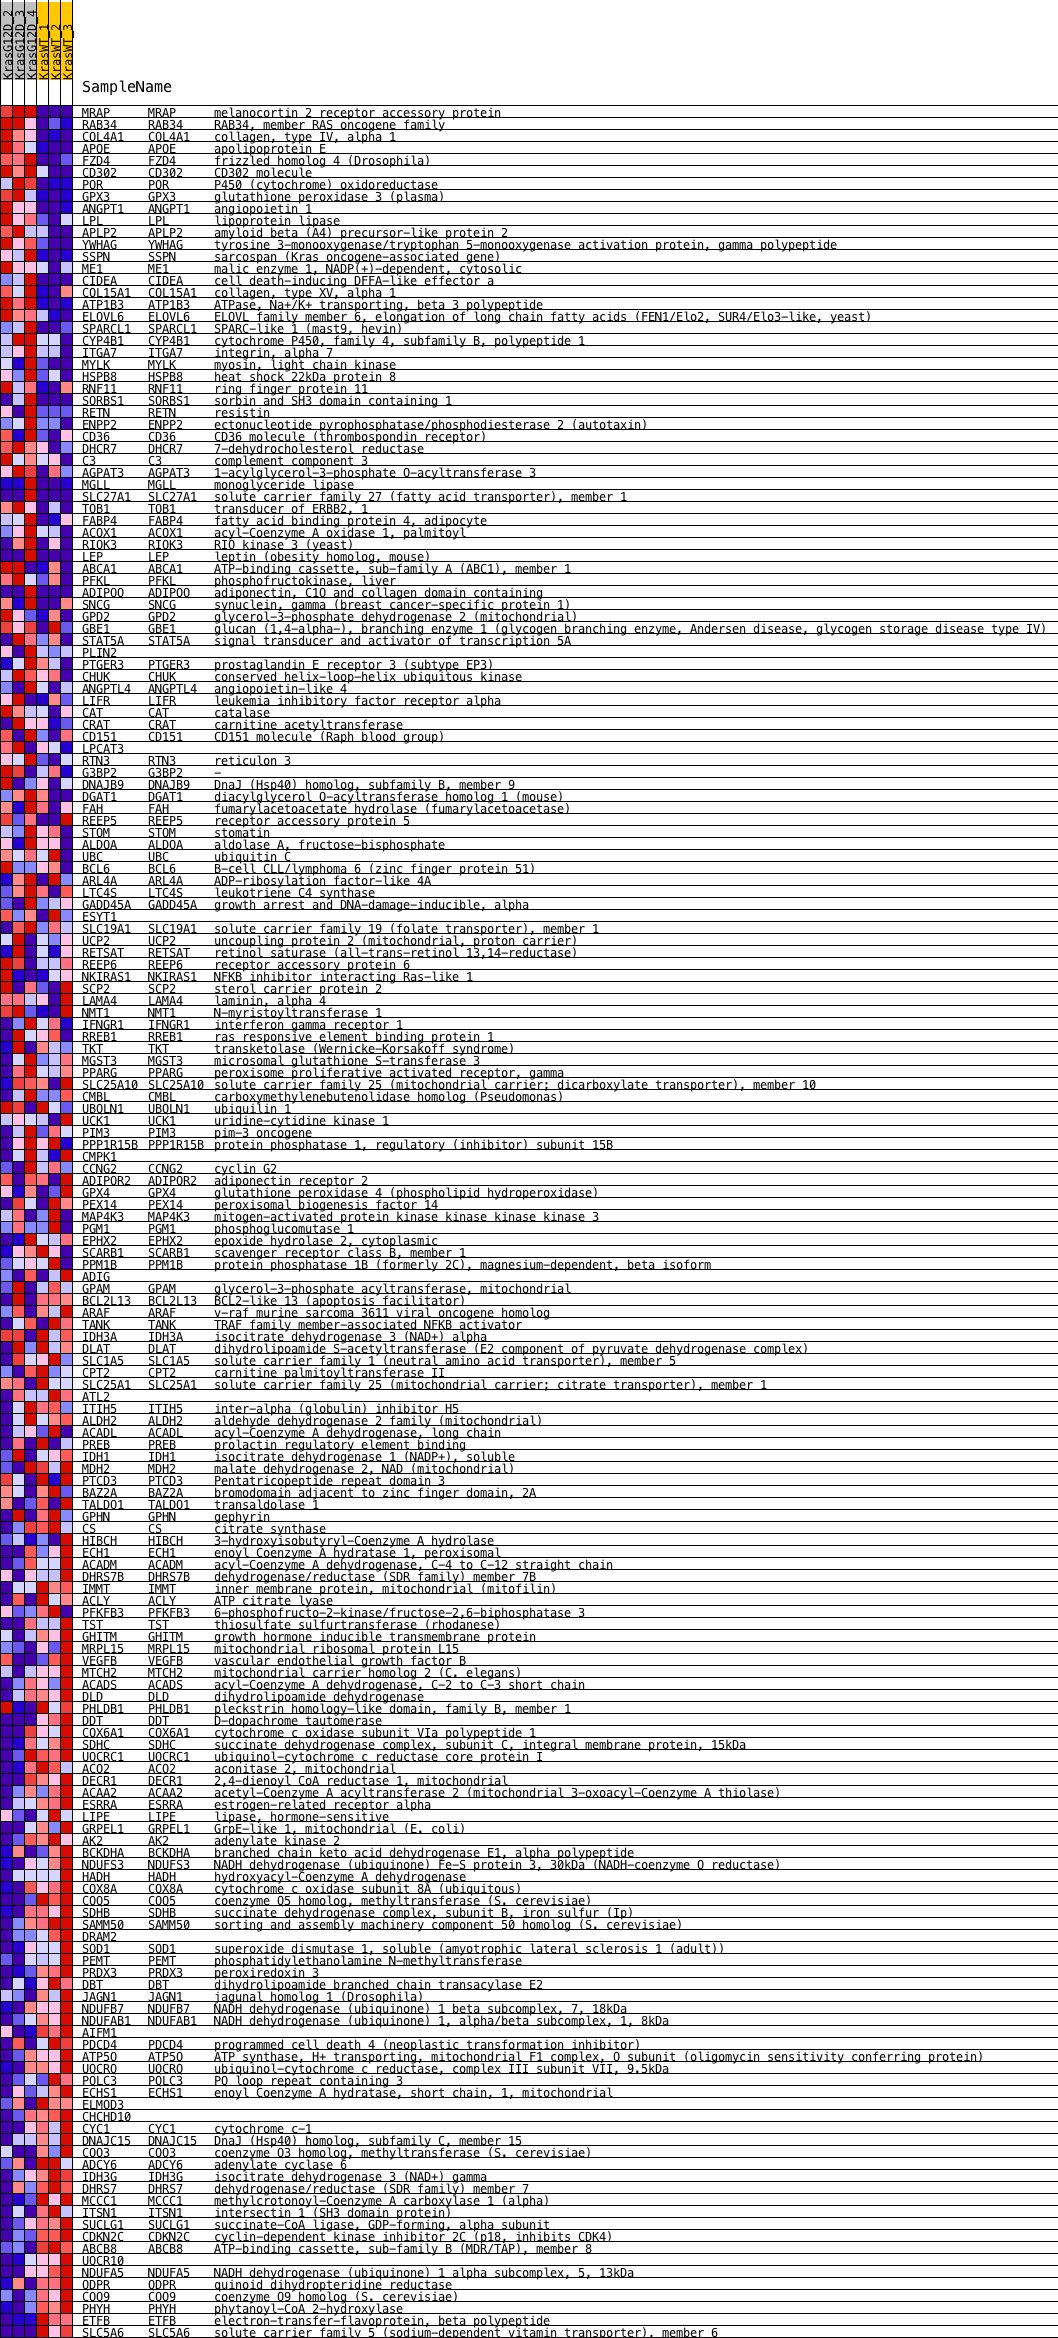 KrasG12D_2
KrasG12D_3
KrasG12D_4
KrasWT_1
KrasWT_2
KrasWT_3
SampleName
MRAP MRAP melanocortin 2 receptor accessory protein
RAB34 RAB34 RAB34, member RAS oncogene family
COL4A1 COL4A1 collagen, type IV, alpha 1
APOE APOE apolipoprotein E
FZD4 FZD4 frizzled homolog 4 (Drosophila)
CD302 CD302 CD302 molecule
POR POR P450 (cytochrome) oxidoreductase
GPX3 GPX3 glutathione peroxidase 3 (plasma)
ANGPT1 ANGPT1 angiopoietin 1
LPL LPL lipoprotein lipase
APLP2 APLP2 amyloid beta (A4) precursor-like protein 2
YWHAG YWHAG tyrosine 3-monooxygenase/tryptophan 5-monooxygenase activation protein, gamma polypeptide
SSPN SSPN sarcospan (Kras oncogene-associated gene)
ME1 ME1 malic enzyme 1, NADP(+)-dependent, cytosolic
CIDEA CIDEA cell death-inducing DFFA-like effector a
COL15A1 COL15A1 collagen, type XV, alpha 1
ATP1B3 ATP1B3 ATPase, Na+/K+ transporting, beta 3 polypeptide
ELOVL6 ELOVL6 ELOVL family member 6, elongation of long chain fatty acids (FEN1/Elo2, SUR4/Elo3-like, yeast)
SPARCL1 SPARCL1 SPARC-like 1 (mast9, hevin)
CYP4B1 CYP4B1 cytochrome P450, family 4, subfamily B, polypeptide 1
ITGA7 ITGA7 integrin, alpha 7
MYLK MYLK myosin, light chain kinase
HSPB8 HSPB8 heat shock 22kDa protein 8
RNF11 RNF11 ring finger protein 11
SORBS1 SORBS1 sorbin and SH3 domain containing 1
RETN RETN resistin
ENPP2 ENPP2 ectonucleotide pyrophosphatase/phosphodiesterase 2 (autotaxin)
CD36 CD36 CD36 molecule (thrombospondin receptor)
DHCR7 DHCR7 7-dehydrocholesterol reductase
C3 C3 complement component 3
AGPAT3 AGPAT3 1-acylglycerol-3-phosphate O-acyltransferase 3
MGLL MGLL monoglyceride lipase
SLC27A1 SLC27A1 solute carrier family 27 (fatty acid transporter), member 1
TOB1 TOB1 transducer of ERBB2, 1
FABP4 FABP4 fatty acid binding protein 4, adipocyte
ACOX1 ACOX1 acyl-Coenzyme A oxidase 1, palmitoyl
RIOK3 RIOK3 RIO kinase 3 (yeast)
LEP LEP leptin (obesity homolog, mouse)
ABCA1 ABCA1 ATP-binding cassette, sub-family A (ABC1), member 1
PFKL PFKL phosphofructokinase, liver
ADIPOQ ADIPOQ adiponectin, C1Q and collagen domain containing
SNCG SNCG synuclein, gamma (breast cancer-specific protein 1)
GPD2 GPD2 glycerol-3-phosphate dehydrogenase 2 (mitochondrial)
GBE1 GBE1 glucan (1,4-alpha-), branching enzyme 1 (glycogen branching enzyme, Andersen disease, glycogen storage disease type IV)
STAT5A STAT5A signal transducer and activator of transcription 5A
PLIN2
PTGER3 PTGER3 prostaglandin E receptor 3 (subtype EP3)
CHUK CHUK conserved helix-loop-helix ubiquitous kinase
ANGPTL4 ANGPTL4 angiopoietin-like 4
LIFR LIFR leukemia inhibitory factor receptor alpha
CAT CAT catalase
CRAT CRAT carnitine acetyltransferase
CD151 CD151 CD151 molecule (Raph blood group)
LPCAT3
RTN3 RTN3 reticulon 3
G3BP2 G3BP2 -
DNAJB9 DNAJB9 DnaJ (Hsp40) homolog, subfamily B, member 9
DGAT1 DGAT1 diacylglycerol O-acyltransferase homolog 1 (mouse)
FAH FAH fumarylacetoacetate hydrolase (fumarylacetoacetase)
REEP5 REEP5 receptor accessory protein 5
STOM STOM stomatin
ALDOA ALDOA aldolase A, fructose-bisphosphate
UBC UBC ubiquitin C
BCL6 BCL6 B-cell CLL/lymphoma 6 (zinc finger protein 51)
ARL4A ARL4A ADP-ribosylation factor-like 4A
LTC4S LTC4S leukotriene C4 synthase
GADD45A GADD45A growth arrest and DNA-damage-inducible, alpha
ESYT1
SLC19A1 SLC19A1 solute carrier family 19 (folate transporter), member 1
UCP2 UCP2 uncoupling protein 2 (mitochondrial, proton carrier)
RETSAT RETSAT retinol saturase (all-trans-retinol 13,14-reductase)
REEP6 REEP6 receptor accessory protein 6
NKIRAS1 NKIRAS1 NFKB inhibitor interacting Ras-like 1
SCP2 SCP2 sterol carrier protein 2
LAMA4 LAMA4 laminin, alpha 4
NMT1 NMT1 N-myristoyltransferase 1
IFNGR1 IFNGR1 interferon gamma receptor 1
RREB1 RREB1 ras responsive element binding protein 1
TKT TKT transketolase (Wernicke-Korsakoff syndrome)
MGST3 MGST3 microsomal glutathione S-transferase 3
PPARG PPARG peroxisome proliferative activated receptor, gamma
SLC25A10 SLC25A10 solute carrier family 25 (mitochondrial carrier; dicarboxylate transporter), member 10
CMBL CMBL carboxymethylenebutenolidase homolog (Pseudomonas)
UBQLN1 UBQLN1 ubiquilin 1
UCK1 UCK1 uridine-cytidine kinase 1
PIM3 PIM3 pim-3 oncogene
PPP1R15B PPP1R15B protein phosphatase 1, regulatory (inhibitor) subunit 15B
CMPK1
CCNG2 CCNG2 cyclin G2
ADIPOR2 ADIPOR2 adiponectin receptor 2
GPX4 GPX4 glutathione peroxidase 4 (phospholipid hydroperoxidase)
PEX14 PEX14 peroxisomal biogenesis factor 14
MAP4K3 MAP4K3 mitogen-activated protein kinase kinase kinase kinase 3
PGM1 PGM1 phosphoglucomutase 1
EPHX2 EPHX2 epoxide hydrolase 2, cytoplasmic
SCARB1 SCARB1 scavenger receptor class B, member 1
PPM1B PPM1B protein phosphatase 1B (formerly 2C), magnesium-dependent, beta isoform
ADIG
GPAM GPAM glycerol-3-phosphate acyltransferase, mitochondrial
BCL2L13 BCL2L13 BCL2-like 13 (apoptosis facilitator)
ARAF ARAF v-raf murine sarcoma 3611 viral oncogene homolog
TANK TANK TRAF family member-associated NFKB activator
IDH3A IDH3A isocitrate dehydrogenase 3 (NAD+) alpha
DLAT DLAT dihydrolipoamide S-acetyltransferase (E2 component of pyruvate dehydrogenase complex)
SLC1A5 SLC1A5 solute carrier family 1 (neutral amino acid transporter), member 5
CPT2 CPT2 carnitine palmitoyltransferase II
SLC25A1 SLC25A1 solute carrier family 25 (mitochondrial carrier; citrate transporter), member 1
ATL2
ITIH5 ITIH5 inter-alpha (globulin) inhibitor H5
ALDH2 ALDH2 aldehyde dehydrogenase 2 family (mitochondrial)
ACADL ACADL acyl-Coenzyme A dehydrogenase, long chain
PREB PREB prolactin regulatory element binding
IDH1 IDH1 isocitrate dehydrogenase 1 (NADP+), soluble
MDH2 MDH2 malate dehydrogenase 2, NAD (mitochondrial)
PTCD3 PTCD3 Pentatricopeptide repeat domain 3
BAZ2A BAZ2A bromodomain adjacent to zinc finger domain, 2A
TALDO1 TALDO1 transaldolase 1
GPHN GPHN gephyrin
CS CS citrate synthase
HIBCH HIBCH 3-hydroxyisobutyryl-Coenzyme A hydrolase
ECH1 ECH1 enoyl Coenzyme A hydratase 1, peroxisomal
ACADM ACADM acyl-Coenzyme A dehydrogenase, C-4 to C-12 straight chain
DHRS7B DHRS7B dehydrogenase/reductase (SDR family) member 7B
IMMT IMMT inner membrane protein, mitochondrial (mitofilin)
ACLY ACLY ATP citrate lyase
PFKFB3 PFKFB3 6-phosphofructo-2-kinase/fructose-2,6-biphosphatase 3
TST TST thiosulfate sulfurtransferase (rhodanese)
GHITM GHITM growth hormone inducible transmembrane protein
MRPL15 MRPL15 mitochondrial ribosomal protein L15
VEGFB VEGFB vascular endothelial growth factor B
MTCH2 MTCH2 mitochondrial carrier homolog 2 (C. elegans)
ACADS ACADS acyl-Coenzyme A dehydrogenase, C-2 to C-3 short chain
DLD DLD dihydrolipoamide dehydrogenase
PHLDB1 PHLDB1 pleckstrin homology-like domain, family B, member 1
DDT DDT D-dopachrome tautomerase
COX6A1 COX6A1 cytochrome c oxidase subunit VIa polypeptide 1
SDHC SDHC succinate dehydrogenase complex, subunit C, integral membrane protein, 15kDa
UQCRC1 UQCRC1 ubiquinol-cytochrome c reductase core protein I
ACO2 ACO2 aconitase 2, mitochondrial
DECR1 DECR1 2,4-dienoyl CoA reductase 1, mitochondrial
ACAA2 ACAA2 acetyl-Coenzyme A acyltransferase 2 (mitochondrial 3-oxoacyl-Coenzyme A thiolase)
ESRRA ESRRA estrogen-related receptor alpha
LIPE LIPE lipase, hormone-sensitive
GRPEL1 GRPEL1 GrpE-like 1, mitochondrial (E. coli)
AK2 AK2 adenylate kinase 2
BCKDHA BCKDHA branched chain keto acid dehydrogenase E1, alpha polypeptide
NDUFS3 NDUFS3 NADH dehydrogenase (ubiquinone) Fe-S protein 3, 30kDa (NADH-coenzyme Q reductase)
HADH HADH hydroxyacyl-Coenzyme A dehydrogenase
COX8A COX8A cytochrome c oxidase subunit 8A (ubiquitous)
COQ5 COQ5 coenzyme Q5 homolog, methyltransferase (S. cerevisiae)
SDHB SDHB succinate dehydrogenase complex, subunit B, iron sulfur (Ip)
SAMM50 SAMM50 sorting and assembly machinery component 50 homolog (S. cerevisiae)
DRAM2
SOD1 SOD1 superoxide dismutase 1, soluble (amyotrophic lateral sclerosis 1 (adult))
PEMT PEMT phosphatidylethanolamine N-methyltransferase
PRDX3 PRDX3 peroxiredoxin 3
DBT DBT dihydrolipoamide branched chain transacylase E2
JAGN1 JAGN1 jagunal homolog 1 (Drosophila)
NDUFB7 NDUFB7 NADH dehydrogenase (ubiquinone) 1 beta subcomplex, 7, 18kDa
NDUFAB1 NDUFAB1 NADH dehydrogenase (ubiquinone) 1, alpha/beta subcomplex, 1, 8kDa
AIFM1
PDCD4 PDCD4 programmed cell death 4 (neoplastic transformation inhibitor)
ATP5O ATP5O ATP synthase, H+ transporting, mitochondrial F1 complex, O subunit (oligomycin sensitivity conferring protein)
UQCRQ UQCRQ ubiquinol-cytochrome c reductase, complex III subunit VII, 9.5kDa
PQLC3 PQLC3 PQ loop repeat containing 3
ECHS1 ECHS1 enoyl Coenzyme A hydratase, short chain, 1, mitochondrial
ELMOD3
CHCHD10
CYC1 CYC1 cytochrome c-1
DNAJC15 DNAJC15 DnaJ (Hsp40) homolog, subfamily C, member 15
COQ3 COQ3 coenzyme Q3 homolog, methyltransferase (S. cerevisiae)
ADCY6 ADCY6 adenylate cyclase 6
IDH3G IDH3G isocitrate dehydrogenase 3 (NAD+) gamma
DHRS7 DHRS7 dehydrogenase/reductase (SDR family) member 7
MCCC1 MCCC1 methylcrotonoyl-Coenzyme A carboxylase 1 (alpha)
ITSN1 ITSN1 intersectin 1 (SH3 domain protein)
SUCLG1 SUCLG1 succinate-CoA ligase, GDP-forming, alpha subunit
CDKN2C CDKN2C cyclin-dependent kinase inhibitor 2C (p18, inhibits CDK4)
ABCB8 ABCB8 ATP-binding cassette, sub-family B (MDR/TAP), member 8
UQCR10
NDUFA5 NDUFA5 NADH dehydrogenase (ubiquinone) 1 alpha subcomplex, 5, 13kDa
QDPR QDPR quinoid dihydropteridine reductase
COQ9 COQ9 coenzyme Q9 homolog (S. cerevisiae)
PHYH PHYH phytanoyl-CoA 2-hydroxylase
ETFB ETFB electron-transfer-flavoprotein, beta polypeptide
SLC5A6 SLC5A6 solute carrier family 5 (sodium-dependent vitamin transporter), member 6